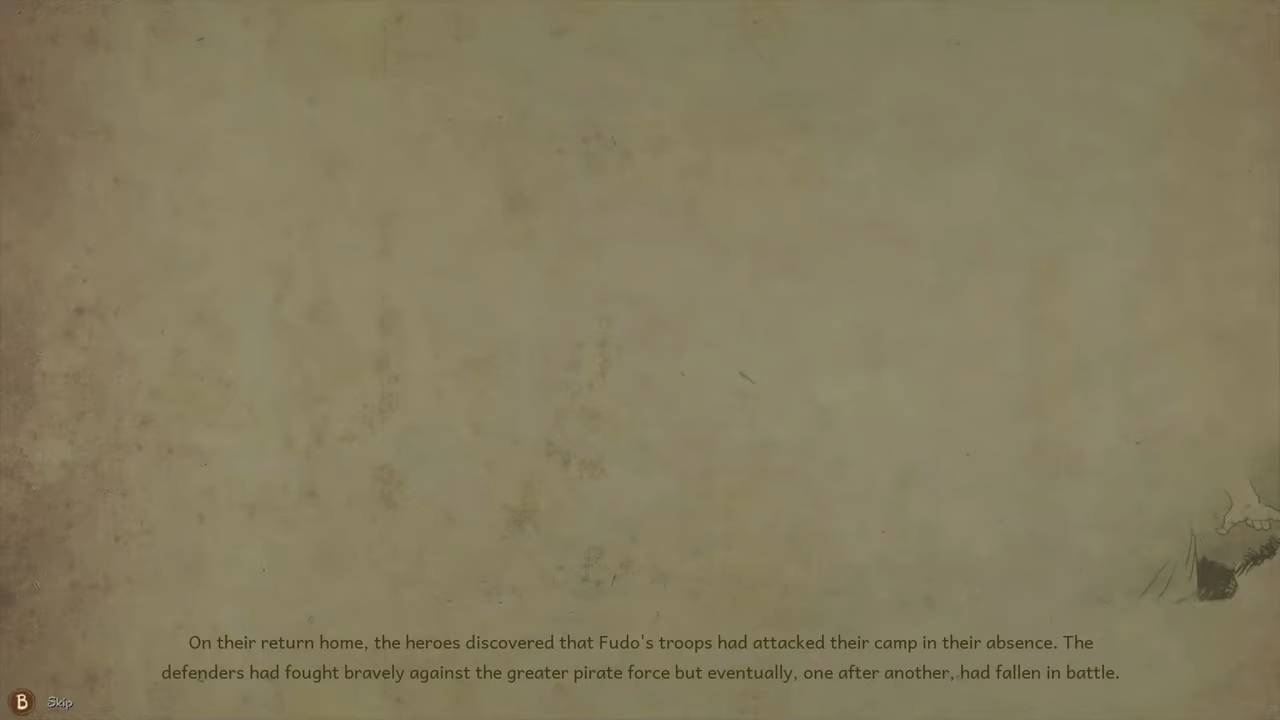 On their return home, the heroes discovered that Fudo's troops had attacked their camp in their absence. The
defenders had fought bravely against the greater pirate force but eventually, one after another, had fallen in battle.
B Skip